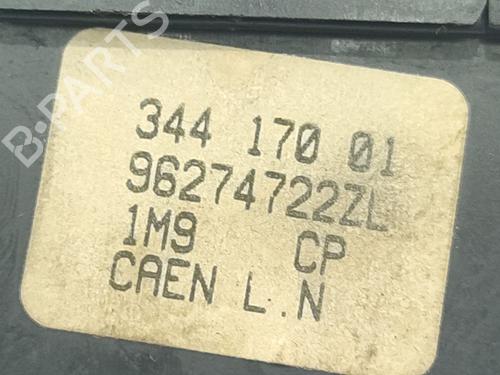 B-PARTS
344 170 01
96274722ZL
1M9 CP
CAEN L.N